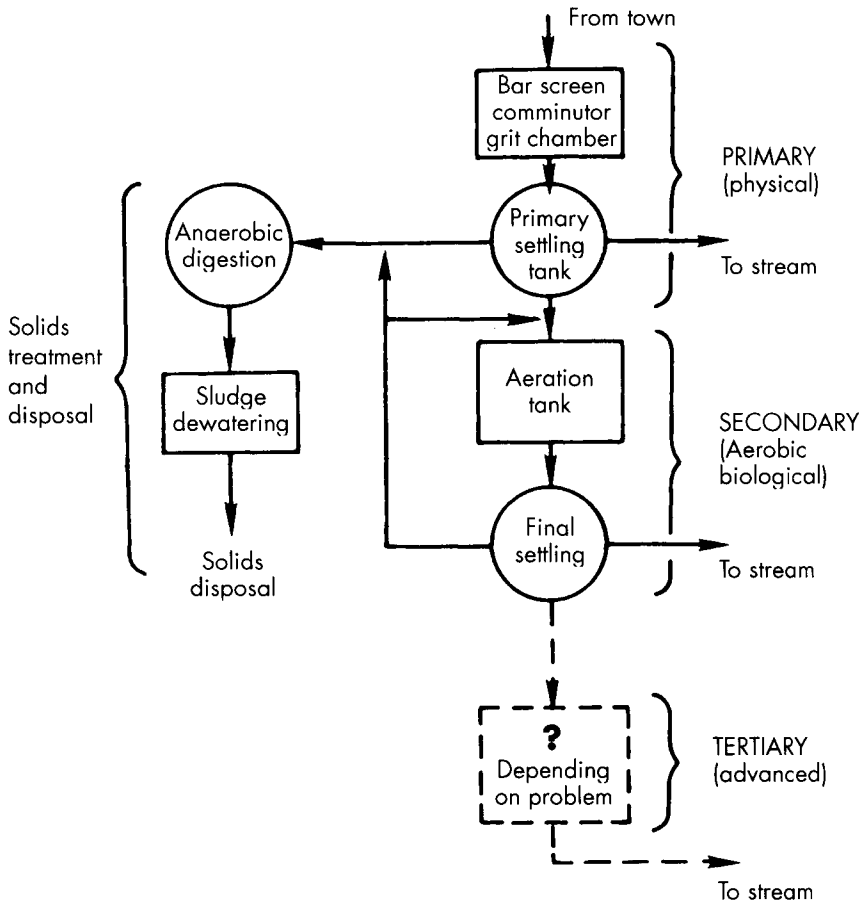 From town
Bar screen
comminutor
grit chamber
PRIMARY
(physical)
Primary
settling
tank
To stream
Anaerobic
digestion
Solids
treatment
and
disposal
Sludge
dewatering
Solids
disposal
Aeration
tank
SECONDARY
(Aerobic
biological)
Final
settling
To stream
?
Depending
on problem
TERTIARY
(advanced)
To stream